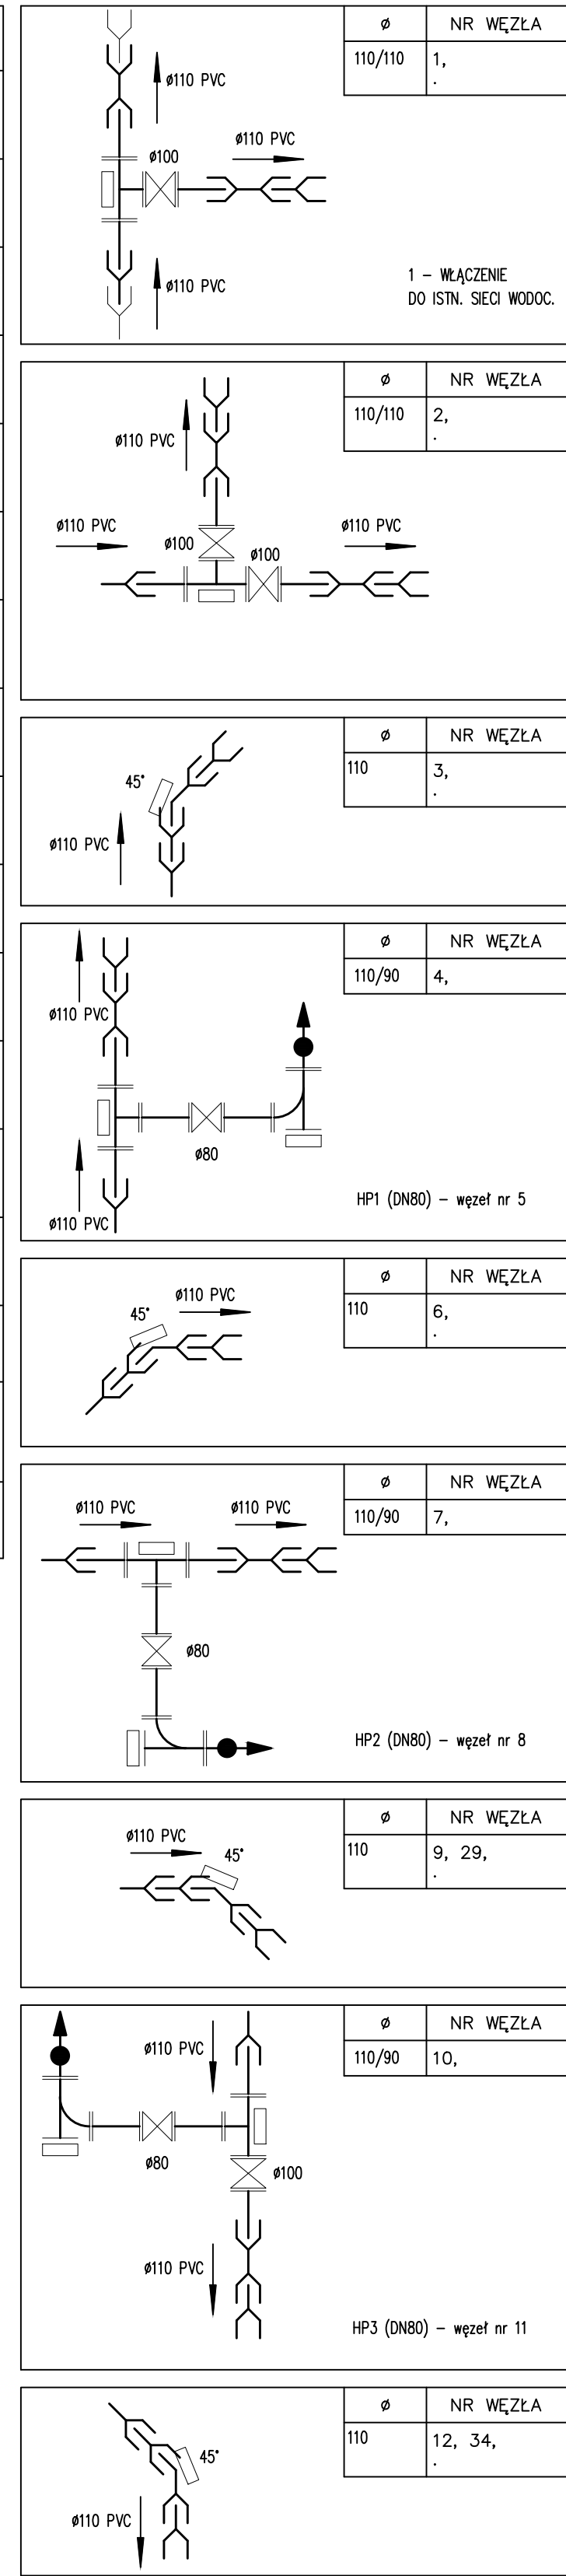 ø NR WĘZŁA
110/110 1,
.
ø110 PVC
ø110 PVC
ø100
ø110 PVC
1 – WŁĄCZENIE
DO ISTN. SIECI WODOC.
ø NR WĘZŁA
110/110 2,
.
ø110 PVC
ø110 PVC
ø110 PVC
ø100
ø100
ø NR WĘZŁA
110 3,
.
45°
ø110 PVC
ø NR WĘZŁA
110/90 4,
ø110 PVC
ø80
ø110 PVC
HP1 (DN80) – węzeł nr 5
ø NR WĘZŁA
110 6,
.
ø110 PVC
45°
ø NR WĘZŁA
110/90 7,
ø110 PVC
ø110 PVC
ø80
HP2 (DN80) – węzeł nr 8
ø NR WĘZŁA
110 9, 29,
.
ø110 PVC
45°
ø NR WĘZŁA
110/90 10,
ø110 PVC
ø80
ø100
ø110 PVC
HP3 (DN80) – węzeł nr 11
ø NR WĘZŁA
110 12, 34,
.
45°
ø110 PVC